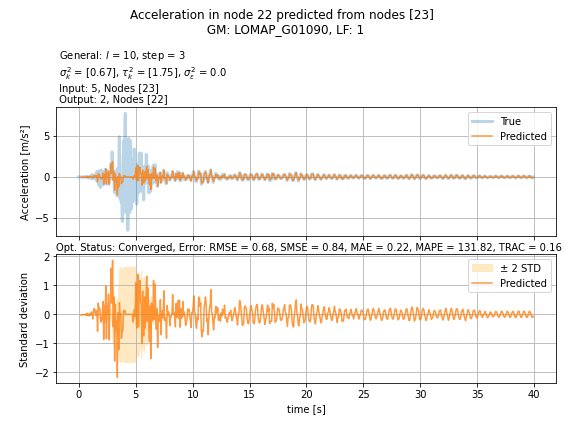 Acceleration in node 22 predicted from nodes [23]
GM: LOMAP_G01090, LF: 1
General: l = 10, step = 3
σ²ₖ = [0.67], τ²ₖ = [1.75], σ²ε = 0.0
Input: 5, Nodes [23]
Output: 2, Nodes [22]
Acceleration [m/s²]
5
0
−5
True
Predicted
Opt. Status: Converged, Error: RMSE = 0.68, SMSE = 0.84, MAE = 0.22, MAPE = 131.82, TRAC = 0.16
Standard deviation
2
1
0
−1
−2
± 2 STD
Predicted
0 5 10 15 20 25 30 35 40
time [s]